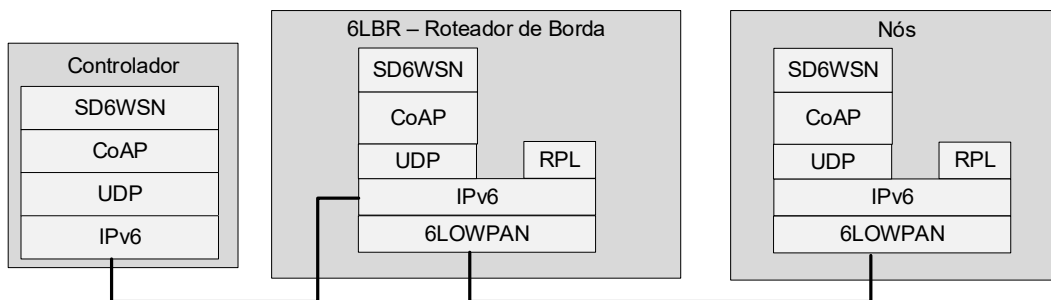 Controlador
SD6WSN
CoAP
UDP
IPv6
6LBR – Roteador de Borda
SD6WSN
CoAP
UDP
RPL
IPv6
6LOWPAN
Nós
SD6WSN
CoAP
UDP
RPL
IPv6
6LOWPAN